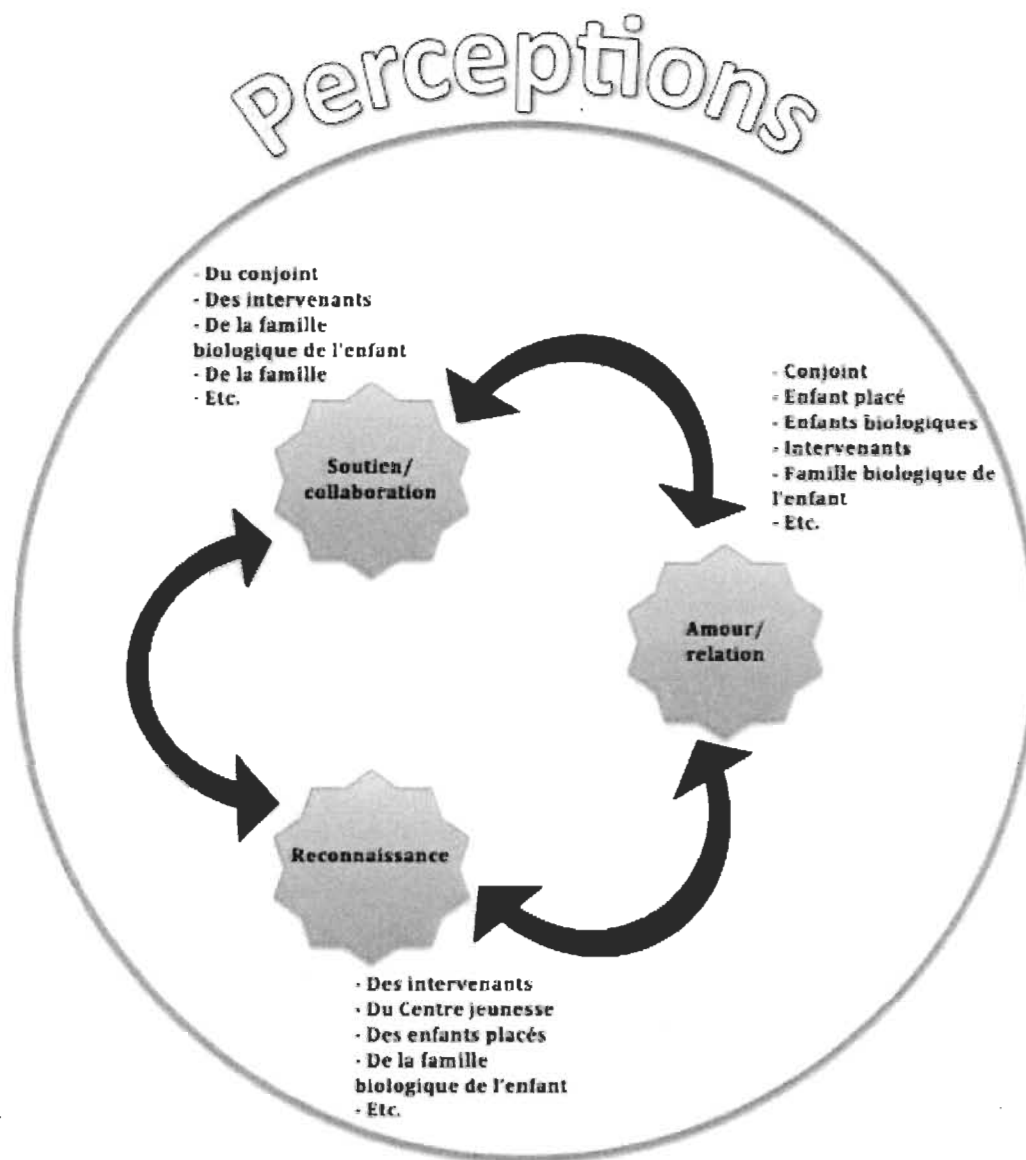 Perceptions
- Du conjoint
- Des intervenants
- De la famille
biologique de l'enfant
- De la famille
- Etc.
Soutien/
collaboration
- Conjoint
- Enfant placé
- Enfants biologiques
- Intervenants
- Famille biologique de
l'enfant
- Etc.
Amour/
relation
Reconnaissance
- Des intervenants
- Du Centre jeunesse
- Des enfants placés
- De la famille
biologique de l'enfant
- Etc.